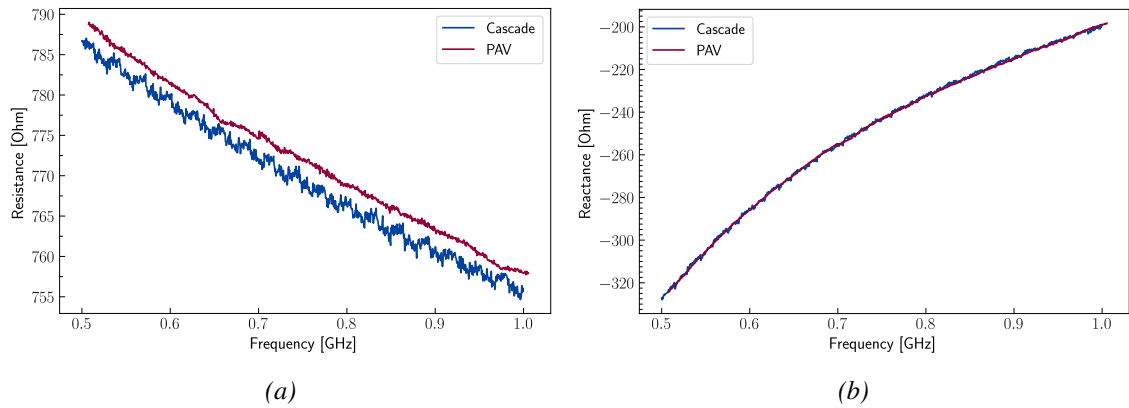 790
785
780
775
770
765
760
755
Resistance [Ohm]
0.5 0.6 0.7 0.8 0.9 1.0
Frequency [GHz]
Cascade
PAV
(a)
−200
−220
−240
−260
−280
−300
−320
Reactance [Ohm]
0.5 0.6 0.7 0.8 0.9 1.0
Frequency [GHz]
Cascade
PAV
(b)